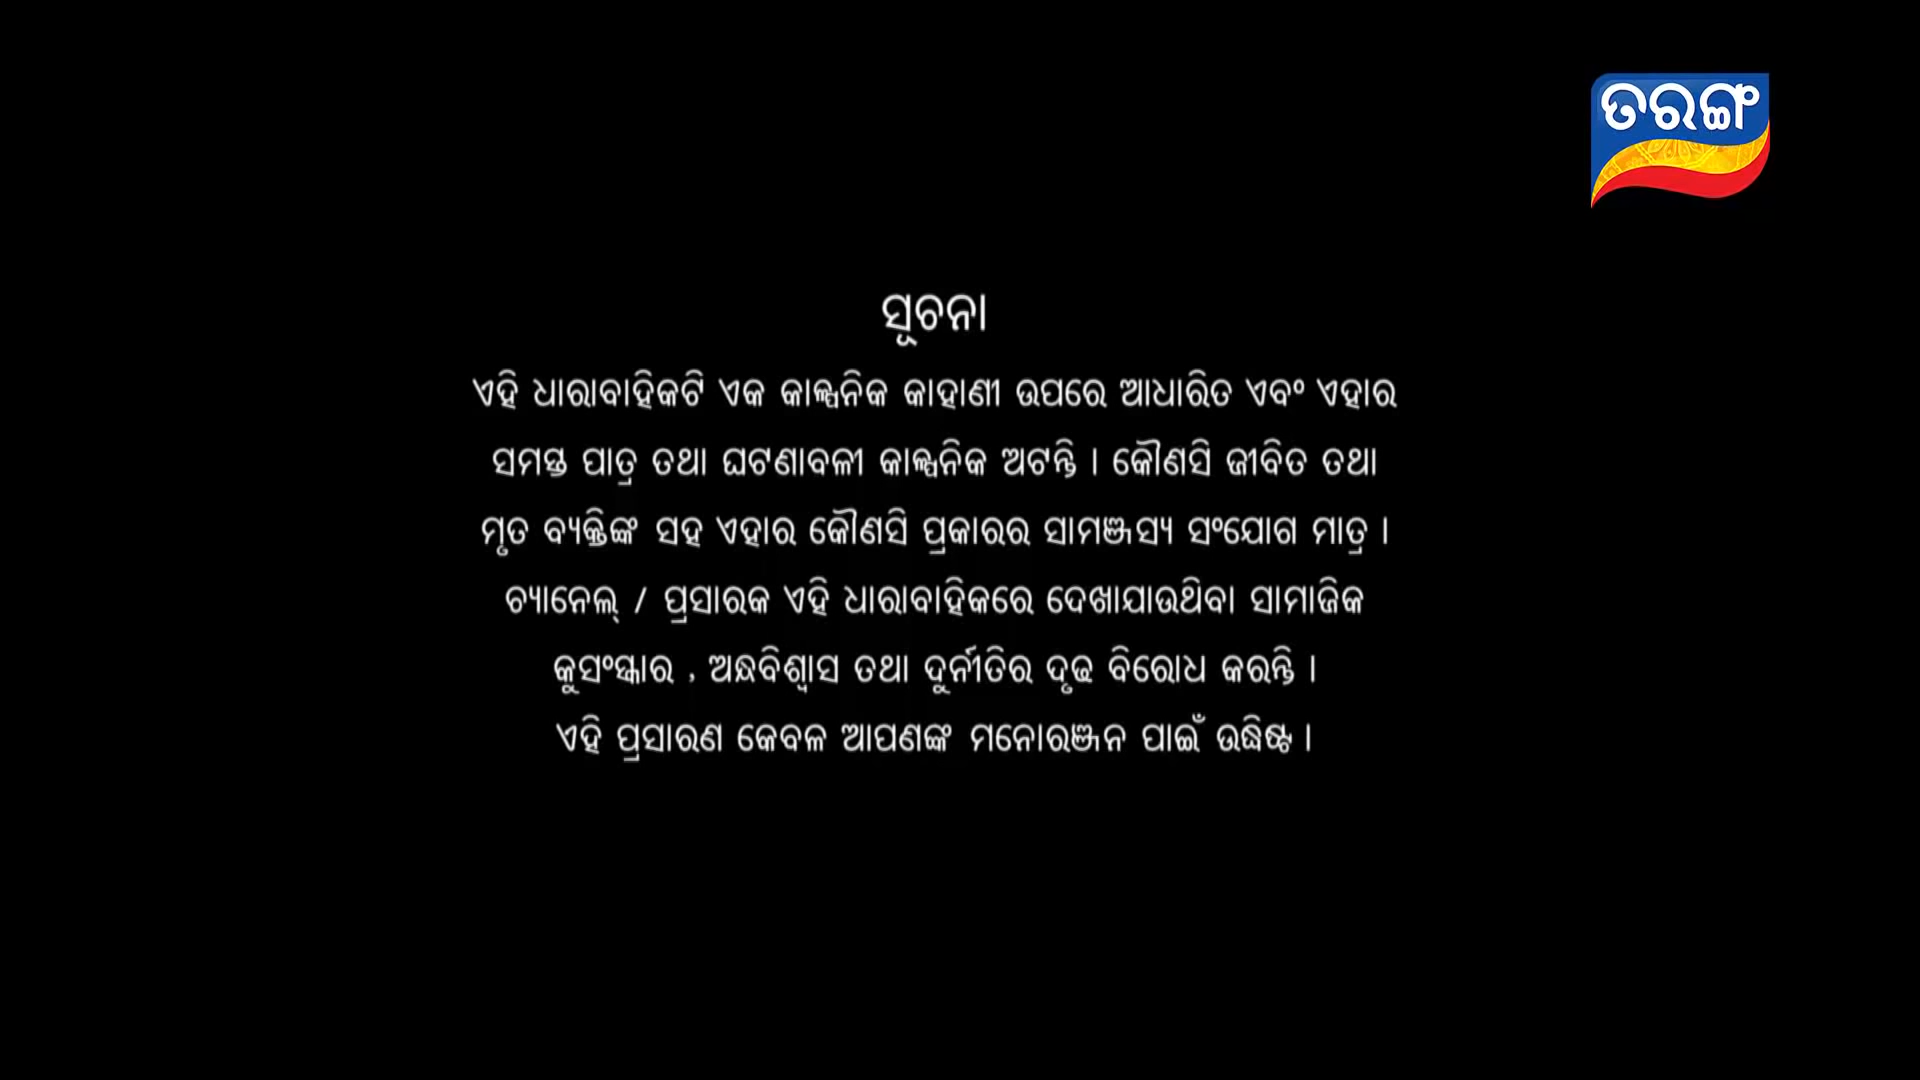 ତରଙ୍ଗ
ସୂଚନା
ଏହି ଧାରାବାହିକଟି ଏକ କାଳ୍ପନିକ କାହାଣୀ ଉପରେ ଆଧାରିତ ଏବଂ ଏହାର
ସମସ୍ତ ପାତ୍ର ତଥା ଘଟଣାବଳୀ କାଳ୍ପନିକ ଅଟନ୍ତି । କୌଣସି ଜୀବିତ ତଥା
ମୃତ ବ୍ୟକ୍ତିଙ୍କ ସହ ଏହାର କୌଣସି ପ୍ରକାରର ସାମଞ୍ଜସ୍ୟ ସଂଯୋଗ ମାତ୍ର ।
ଚ୍ୟାନେଲ୍ / ପ୍ରସାରକ ଏହି ଧାରାବାହିକରେ ଦେଖାଯାଉଥିବା ସାମାଜିକ
କୁସଂସ୍କାର , ଅନ୍ଧବିଶ୍ୱାସ ତଥା ଦୁର୍ନୀତିର ଦୃଢ ବିରୋଧ କରନ୍ତି ।
ଏହି ପ୍ରସାରଣ କେବଳ ଆପଣଙ୍କ ମନୋରଞ୍ଜନ ପାଇଁ ଉଦ୍ଧିଷ୍ଟ ।